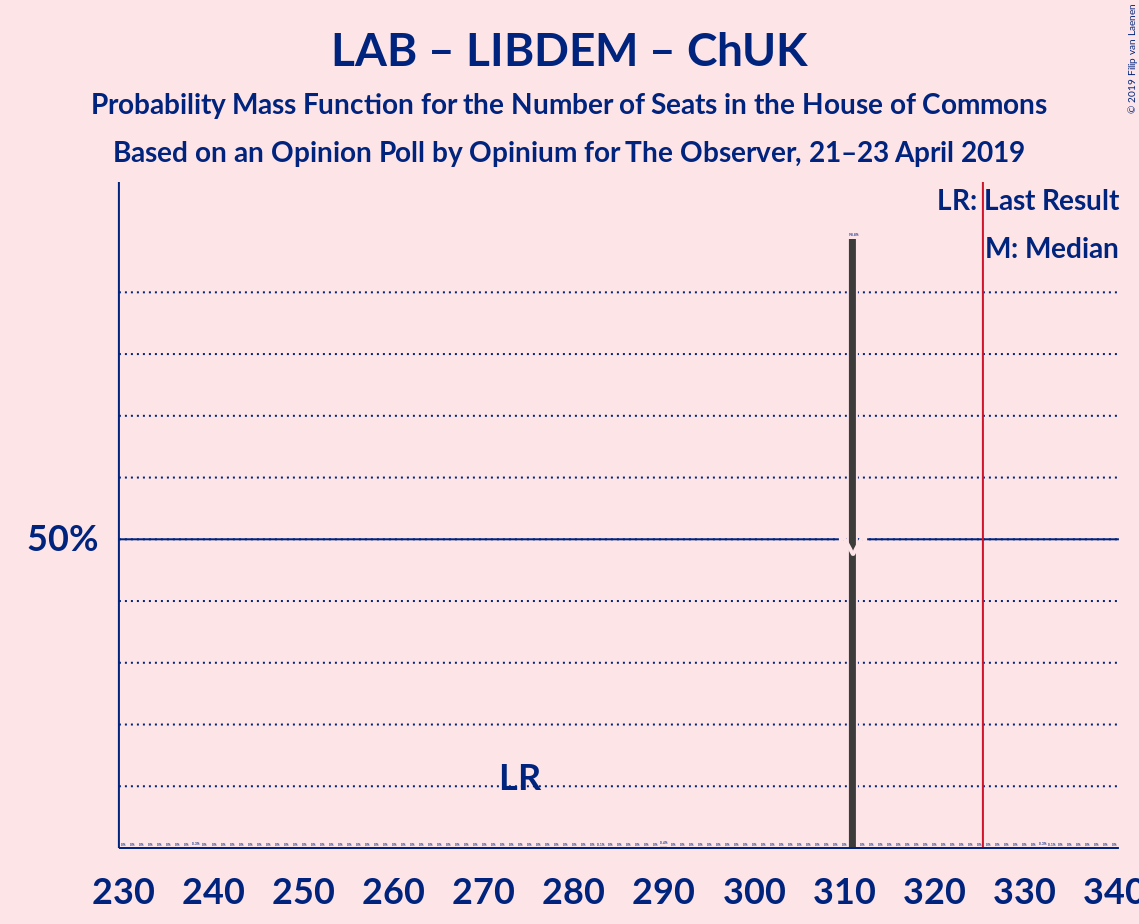 LAB – LIBDEM – ChUK
Probability Mass Function for the Number of Seats in the House of Commons
Based on an Opinion Poll by Opinium for The Observer, 21–23 April 2019
© 2019 Filip van Laenen
LR: Last Result
M: Median
50%
LR
230 240 250 260 270 280 290 300 310 320 330 340